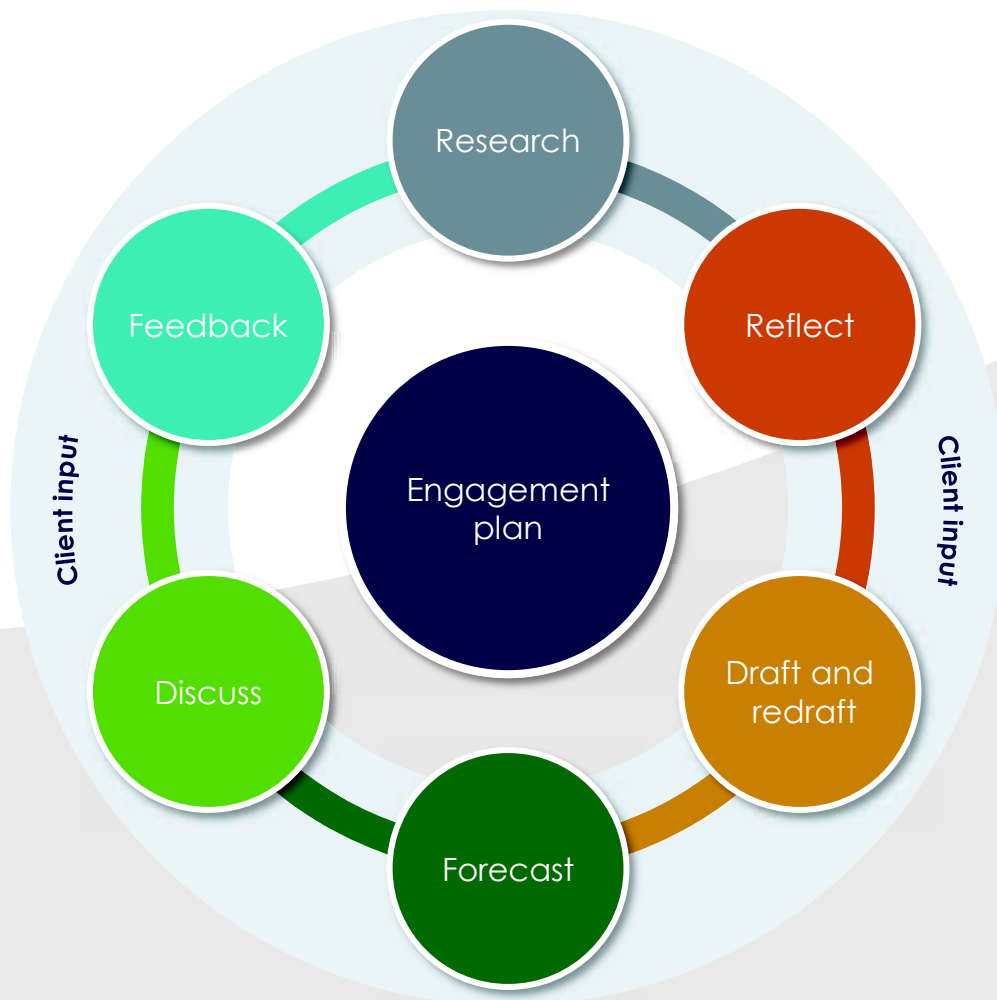 Research
Feedback
Reflect
Client input
Engagement
plan
Client input
Discuss
Draft and
redraft
Forecast